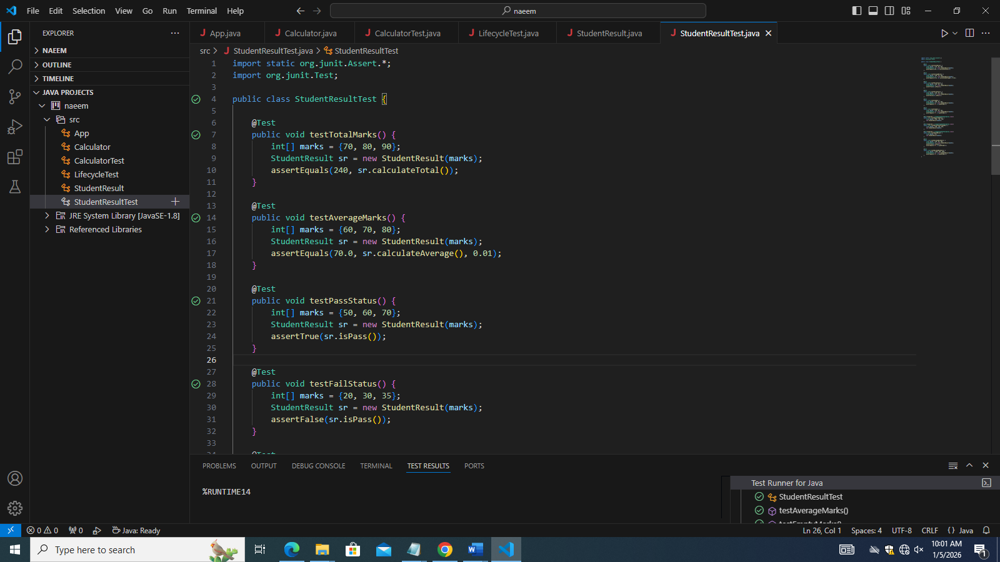 File Edit Selection View Go Run Terminal Help
naeem
EXPLORER
NAEEM
OUTLINE
TIMELINE
JAVA PROJECTS
naeem
src
App
Calculator
CalculatorTest
LifecycleTest
StudentResult
StudentResultTest
JRE System Library [JavaSE-1.8]
Referenced Libraries
App.java Calculator.java CalculatorTest.java LifecycleTest.java StudentResult.java StudentResultTest.java
src > StudentResultTest.java > StudentResultTest
1 import static org.junit.Assert.*;
2 import org.junit.Test;
3
4 public class StudentResultTest {
5
6 @Test
7 public void testTotalMarks() {
8 int[] marks = {70, 80, 90};
9 StudentResult sr = new StudentResult(marks);
10 assertEquals(240, sr.calculateTotal());
11 }
12
13 @Test
14 public void testAverageMarks() {
15 int[] marks = {60, 70, 80};
16 StudentResult sr = new StudentResult(marks);
17 assertEquals(70.0, sr.calculateAverage(), 0.01);
18 }
19
20 @Test
21 public void testPassStatus() {
22 int[] marks = {50, 60, 70};
23 StudentResult sr = new StudentResult(marks);
24 assertTrue(sr.isPass());
25 }
26
27 @Test
28 public void testFailStatus() {
29 int[] marks = {20, 30, 35};
30 StudentResult sr = new StudentResult(marks);
31 assertFalse(sr.isPass());
32 }
33
34 @Test
PROBLEMS OUTPUT DEBUG CONSOLE TERMINAL TEST RESULTS PORTS
%RUNTIME14
Test Runner for Java
StudentResultTest
testAverageMarks()
testEmptyMarks()
0 0 0 Java: Ready
Ln 26, Col 1 Spaces: 4 UTF-8 CRLF {} Java
Type here to search
10:01 AM
1/5/2026
1